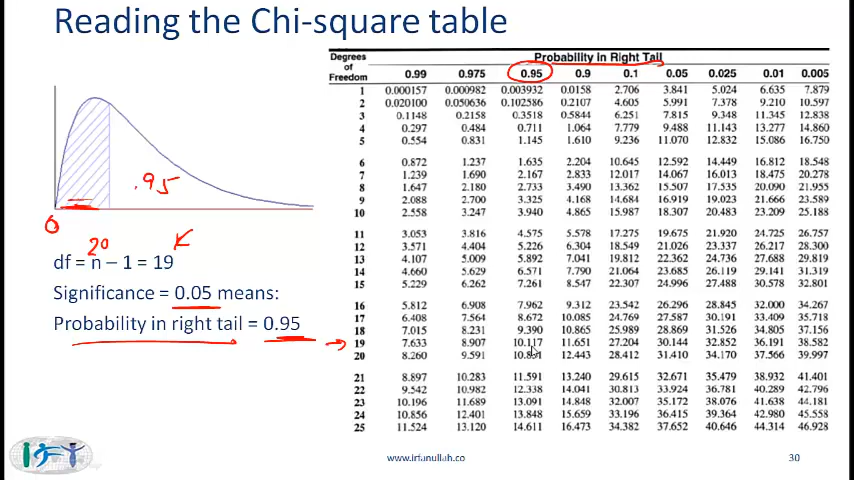 Reading the Chi-square table
.95
0
20
df = n – 1 = 19
Significance = 0.05 means:
Probability in right tail = 0.95
Degrees of Freedom Probability in Right Tail
0.99 0.975 0.95 0.9 0.1 0.05 0.025 0.01 0.005
1 0.000157 0.000982 0.003932 0.0158 2.706 3.841 5.024 6.635 7.879
2 0.020100 0.050636 0.102586 0.2107 4.605 5.991 7.378 9.210 10.597
3 0.1148 0.2158 0.3518 0.5844 6.251 7.815 9.348 11.345 12.838
4 0.297 0.484 0.711 1.064 7.779 9.488 11.143 13.277 14.860
5 0.554 0.831 1.145 1.610 9.236 11.070 12.832 15.086 16.750
6 0.872 1.237 1.635 2.204 10.645 12.592 14.449 16.812 18.548
7 1.239 1.690 2.167 2.833 12.017 14.067 16.013 18.475 20.278
8 1.647 2.180 2.733 3.490 13.362 15.507 17.535 20.090 21.955
9 2.088 2.700 3.325 4.168 14.684 16.919 19.023 21.666 23.589
10 2.558 3.247 3.940 4.865 15.987 18.307 20.483 23.209 25.188
11 3.053 3.816 4.575 5.578 17.275 19.675 21.920 24.725 26.757
12 3.571 4.404 5.226 6.304 18.549 21.026 23.337 26.217 28.300
13 4.107 5.009 5.892 7.041 19.812 22.362 24.736 27.688 29.819
14 4.660 5.629 6.571 7.790 21.064 23.685 26.119 29.141 31.319
15 5.229 6.262 7.261 8.547 22.307 24.996 27.488 30.578 32.801
16 5.812 6.908 7.962 9.312 23.542 26.296 28.845 32.000 34.267
17 6.408 7.564 8.672 10.085 24.769 27.587 30.191 33.409 35.718
18 7.015 8.231 9.390 10.865 25.989 28.869 31.526 34.805 37.156
19 7.633 8.907 10.117 11.651 27.204 30.144 32.852 36.191 38.582
20 8.260 9.591 12.443 28.412 31.410 34.170 37.566 39.997
21 8.897 10.283 11.591 13.240 29.615 32.671 35.479 38.932 41.401
22 9.542 10.982 12.338 14.041 30.813 33.924 36.781 40.289 42.796
23 10.196 11.689 13.091 14.848 32.007 35.172 38.076 41.638 44.181
24 10.856 12.401 13.848 15.659 33.196 36.415 39.364 42.980 45.558
25 11.524 13.120 14.611 16.473 34.382 37.652 40.646 44.314 46.928
www.irfanullah.co
30